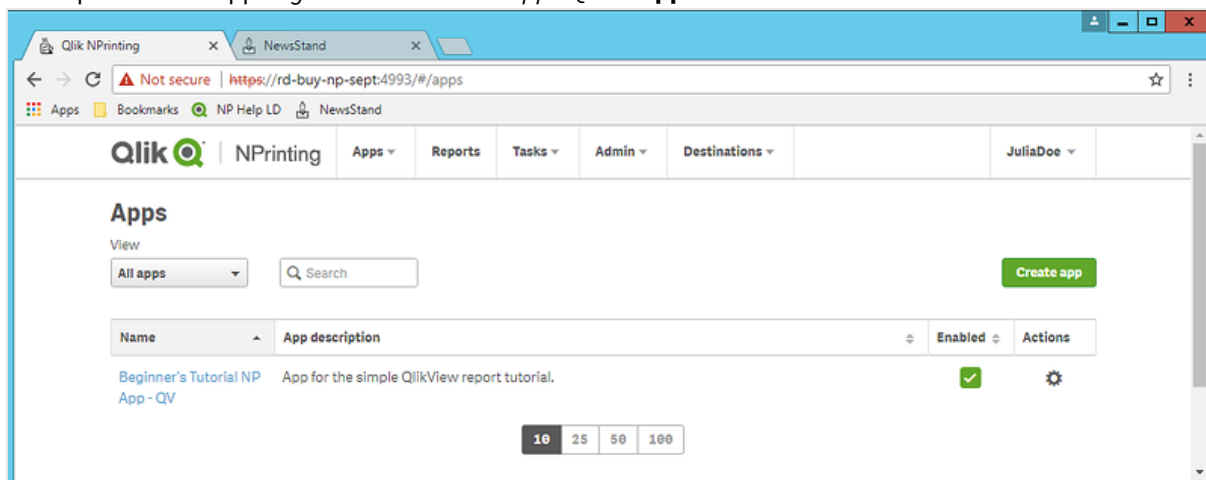 Qlik NPrinting
NewsStand
Not secure | https://rd-buy-np-sept:4993/#/apps
Apps Bookmarks NP Help LD NewsStand
Qlik NPrinting Apps Reports Tasks Admin Destinations JuliaDoe
Apps
View
All apps Search Create app
Name App description Enabled Actions
Beginner's Tutorial NP App for the simple QlikView report tutorial.
App - QV
10 25 50 100